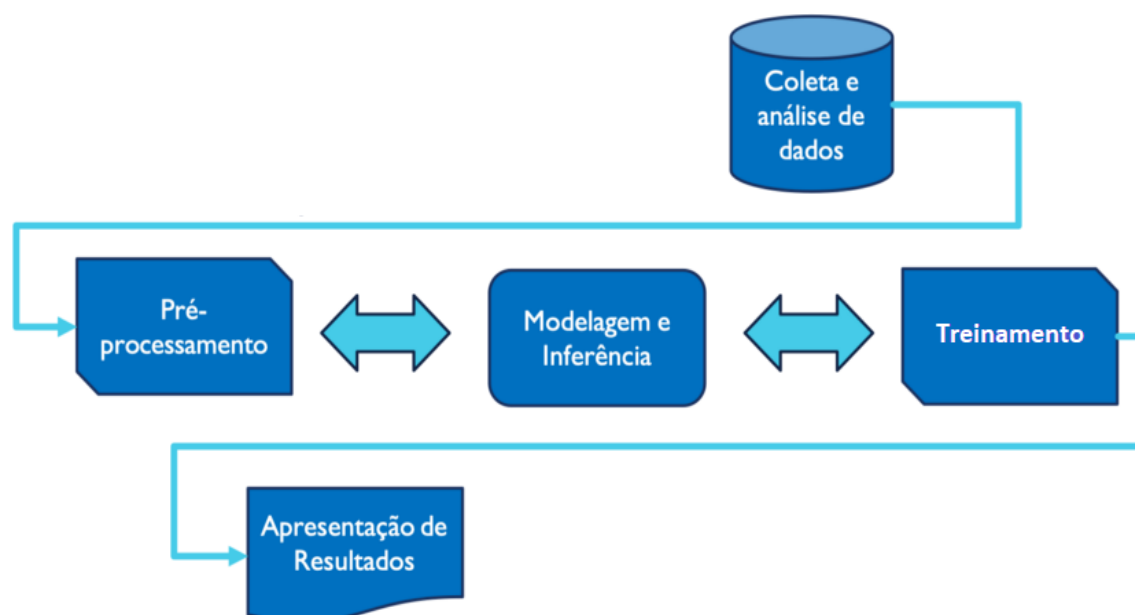 Coleta e
análise de
dados
Pré-
processamento
Modelagem e
Inferência
Treinamento
Apresentação de
Resultados